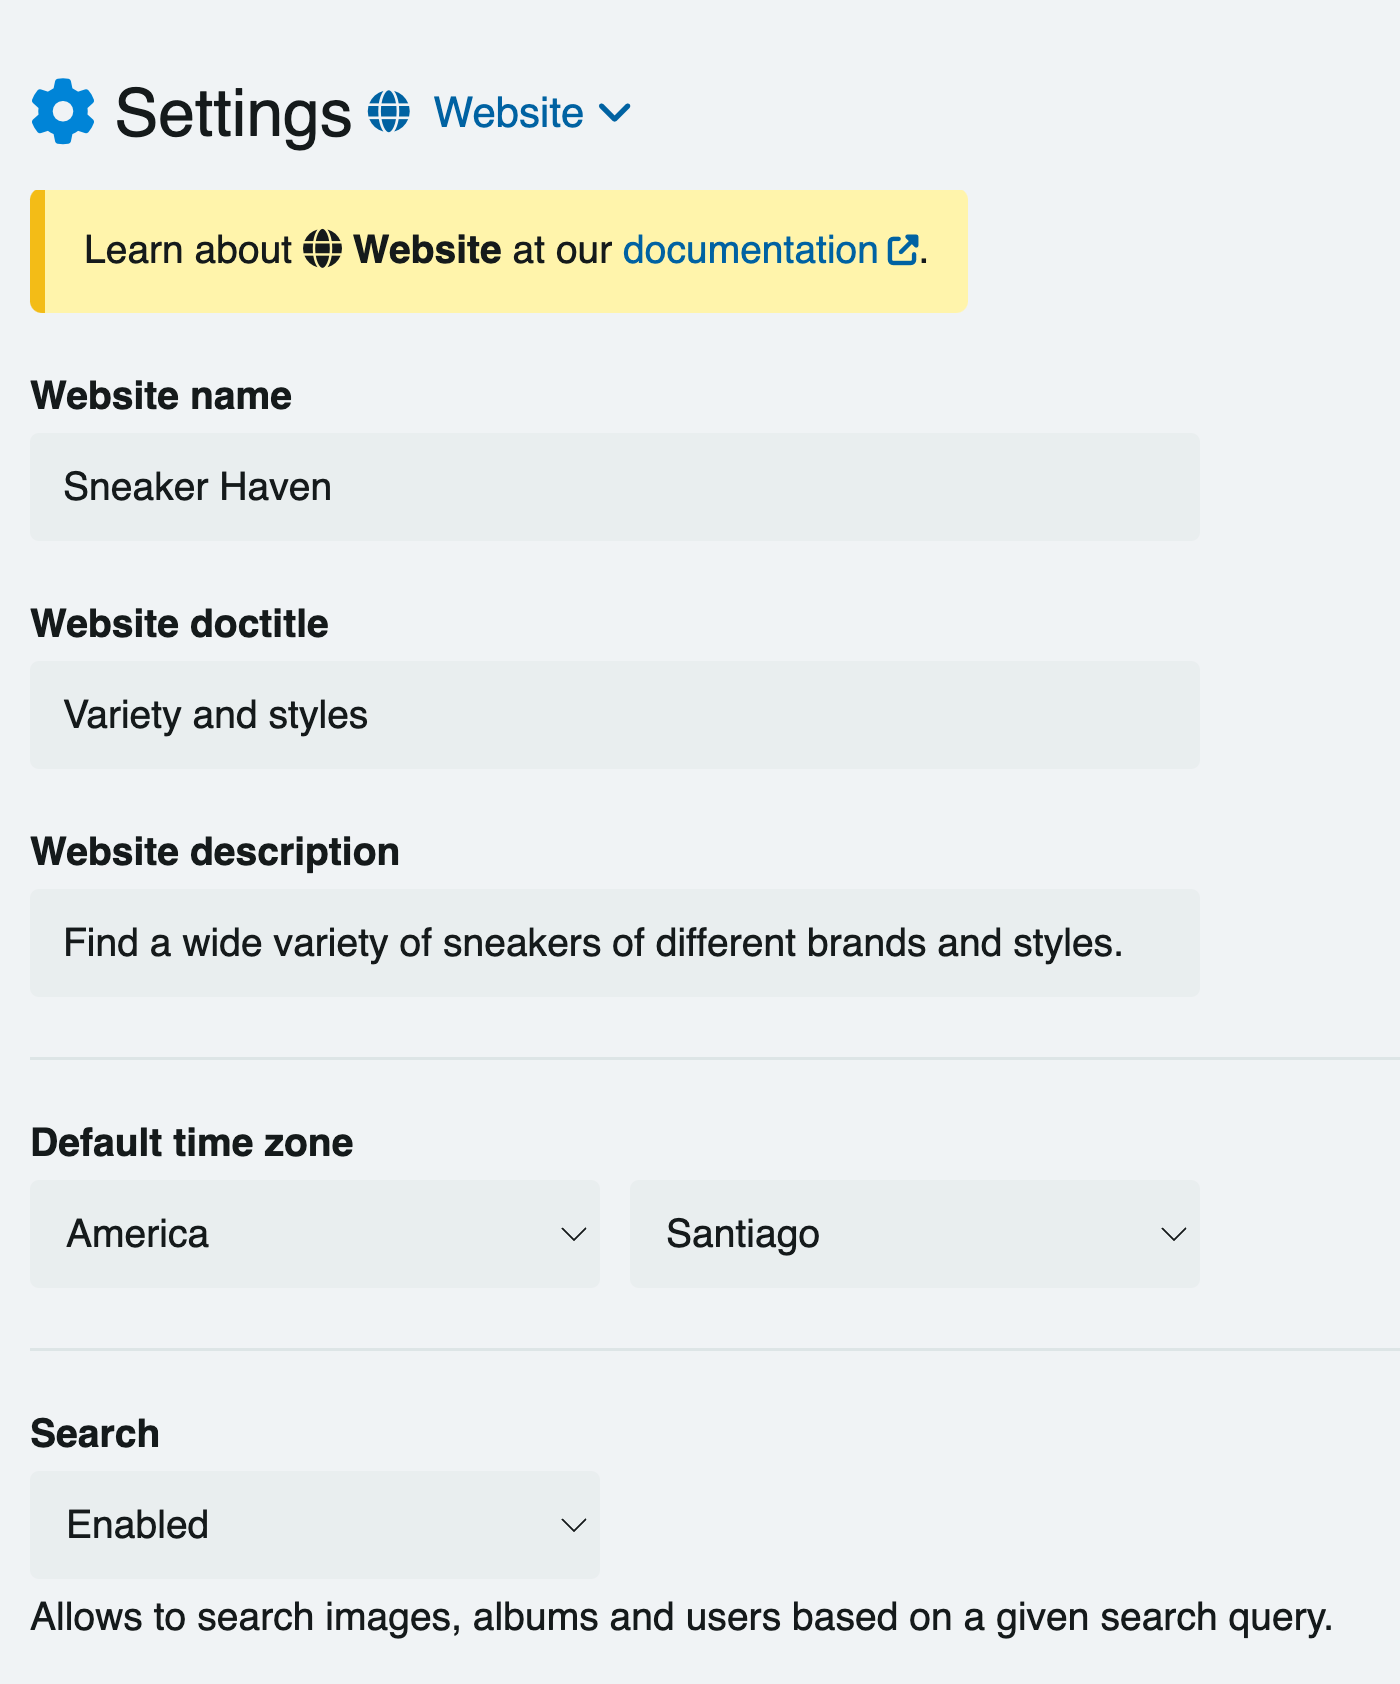 Settings Website
Learn about Website at our documentation.
Website name
Sneaker Haven
Website doctitle
Variety and styles
Website description
Find a wide variety of sneakers of different brands and styles.
Default time zone
America Santiago
Search
Enabled
Allows to search images, albums and users based on a given search query.